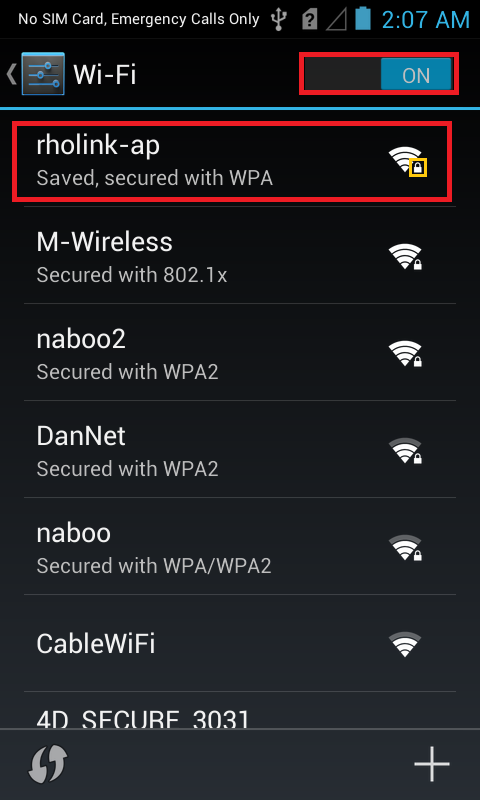 No SIM Card, Emergency Calls Only 2:07 AM
Wi-Fi ON
rholink-ap
Saved, secured with WPA
M-Wireless
Secured with 802.1x
naboo2
Secured with WPA2
DanNet
Secured with WPA2
naboo
Secured with WPA/WPA2
CableWiFi
4D_SECURE_3031